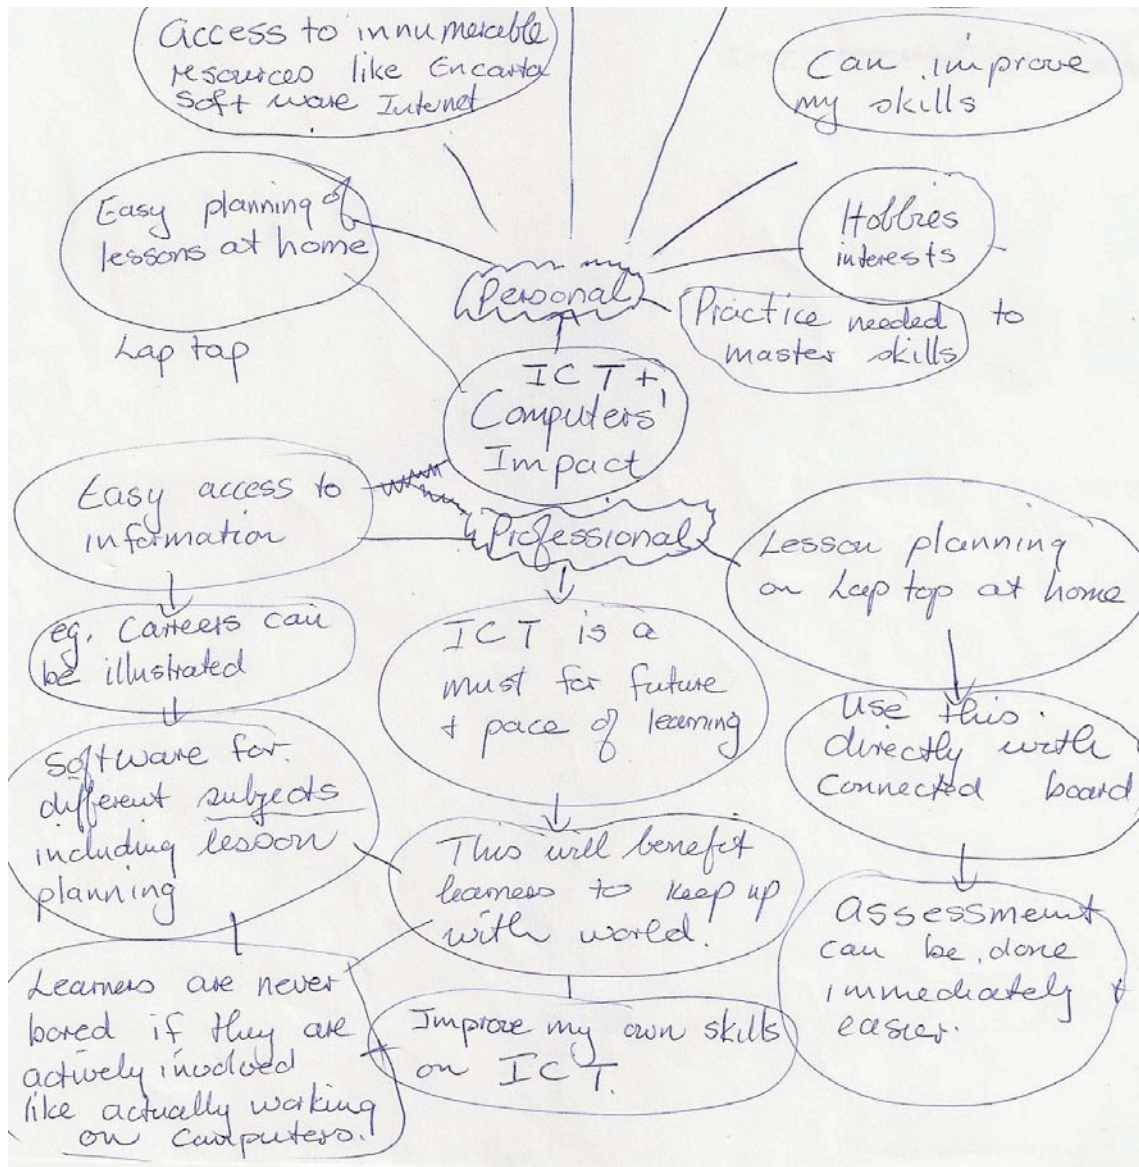 Access to innumerable
resources like Encarta
Soft ware Internet
Can improve
my skills
Easy planning of
lessons at home
Lap tap
Hobbies
interests
Personal
Practice needed to
master skills
ICT +
Computers'
Impact
Easy access to
information
Professional
Lesson planning
on Lap top at home
eg. Careers can
be illustrated
ICT is a
must for future
+ pace of learning
Use this
directly with
Connected board
Software for
different subjects
including lesson
planning
This will benefit
learners to keep up
with world.
Assessment
can be done
immediately +
easier.
Learners are never
bored if they are
actively involved
like actually working
on Computers.
Improve my own skills
on ICT.